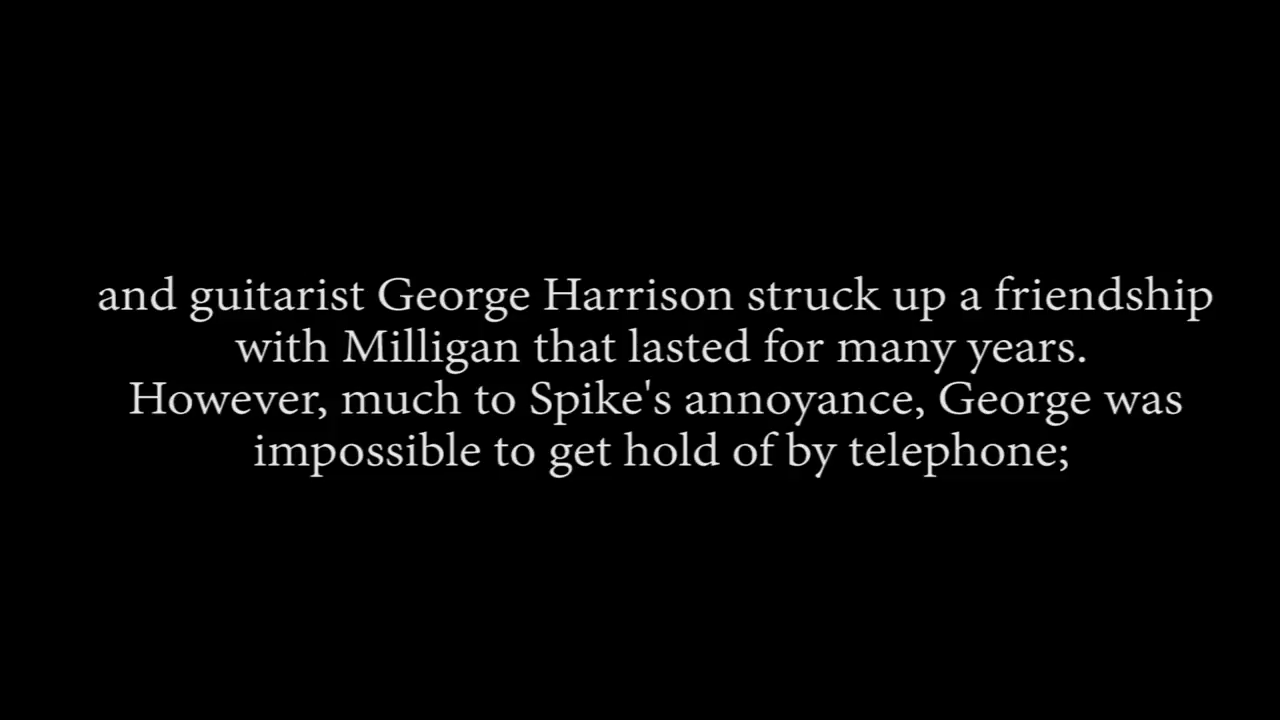 and guitarist George Harrison struck up a friendship
with Milligan that lasted for many years.
However, much to Spike's annoyance, George was
impossible to get hold of by telephone;